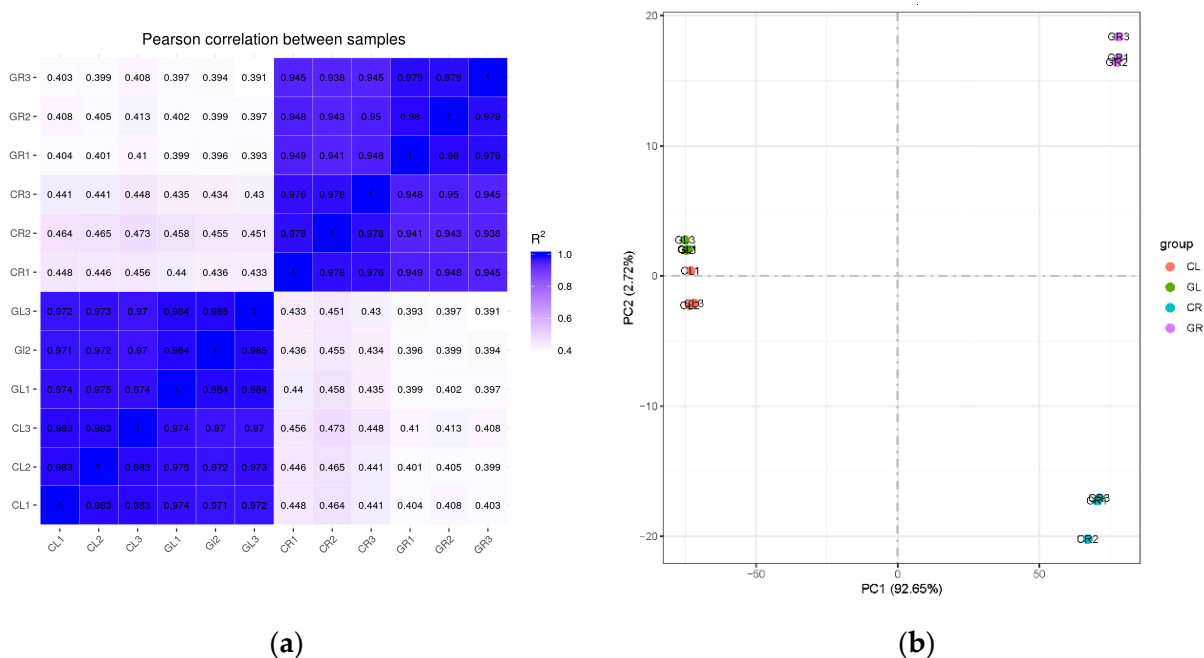 Pearson correlation between samples
GR3 0.403 0.399 0.408 0.397 0.394 0.391 0.945 0.938 0.945 0.979 0.979 1
GR2 0.408 0.405 0.413 0.402 0.399 0.397 0.948 0.943 0.95 0.98 1 0.979
GR1 0.404 0.401 0.41 0.399 0.396 0.393 0.949 0.941 0.948 1 0.98 0.979
CR3 0.441 0.441 0.448 0.435 0.434 0.43 0.976 0.978 1 0.948 0.95 0.945
CR2 0.464 0.465 0.473 0.458 0.455 0.451 0.978 1 0.978 0.941 0.943 0.938
CR1 0.448 0.446 0.456 0.44 0.436 0.433 1 0.978 0.976 0.949 0.948 0.945
GL3 0.972 0.973 0.97 0.984 0.985 1 0.433 0.451 0.43 0.393 0.397 0.391
Gl2 0.971 0.972 0.97 0.984 1 0.985 0.436 0.455 0.434 0.396 0.399 0.394
GL1 0.974 0.975 0.974 1 0.984 0.984 0.44 0.458 0.435 0.399 0.402 0.397
CL3 0.983 0.983 1 0.974 0.97 0.97 0.456 0.473 0.448 0.41 0.413 0.408
CL2 0.983 1 0.983 0.975 0.972 0.973 0.446 0.465 0.441 0.401 0.405 0.399
CL1 1 0.983 0.983 0.974 0.971 0.972 0.448 0.464 0.441 0.404 0.408 0.403
CL1 CL2 CL3 GL1 Gl2 GL3 CR1 CR2 CR3 GR1 GR2 GR3
R²
1.0
0.8
0.6
0.4
(a)
20
10
0
−10
−20
PC2 (2.72%)
GR3
GR1
GR2
GL3
CL1
CR2
−50 0 50
PC1 (92.65%)
group
CL
GL
CR
GR
(b)